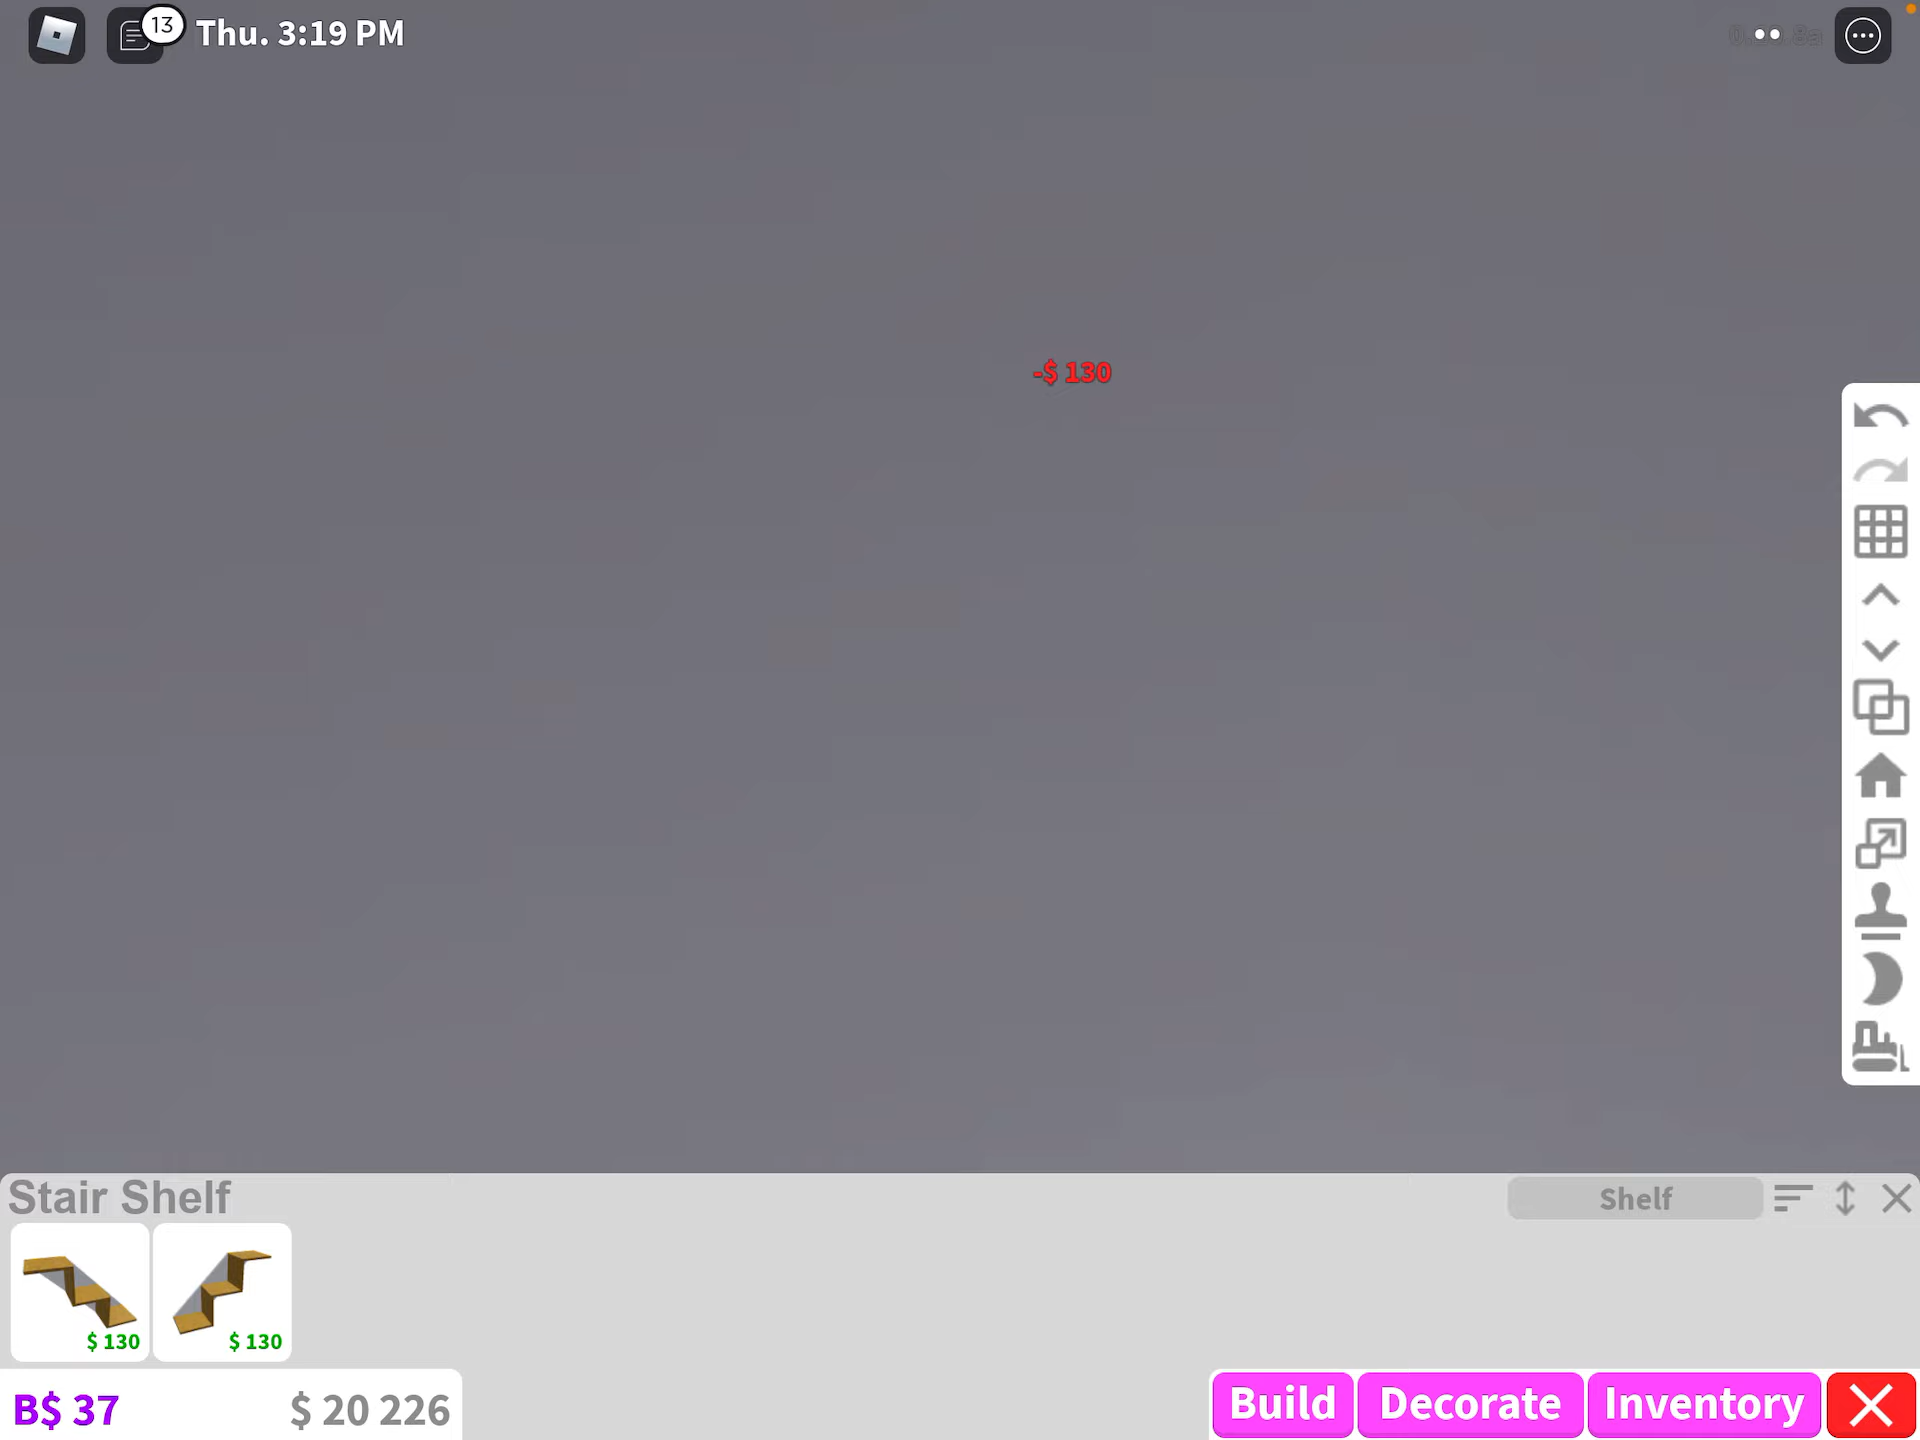 13
Thu. 3:19 PM
-$ 130
Stair Shelf
Shelf
$ 130
$ 130
B$ 37
$ 20 226
Build
Decorate
Inventory